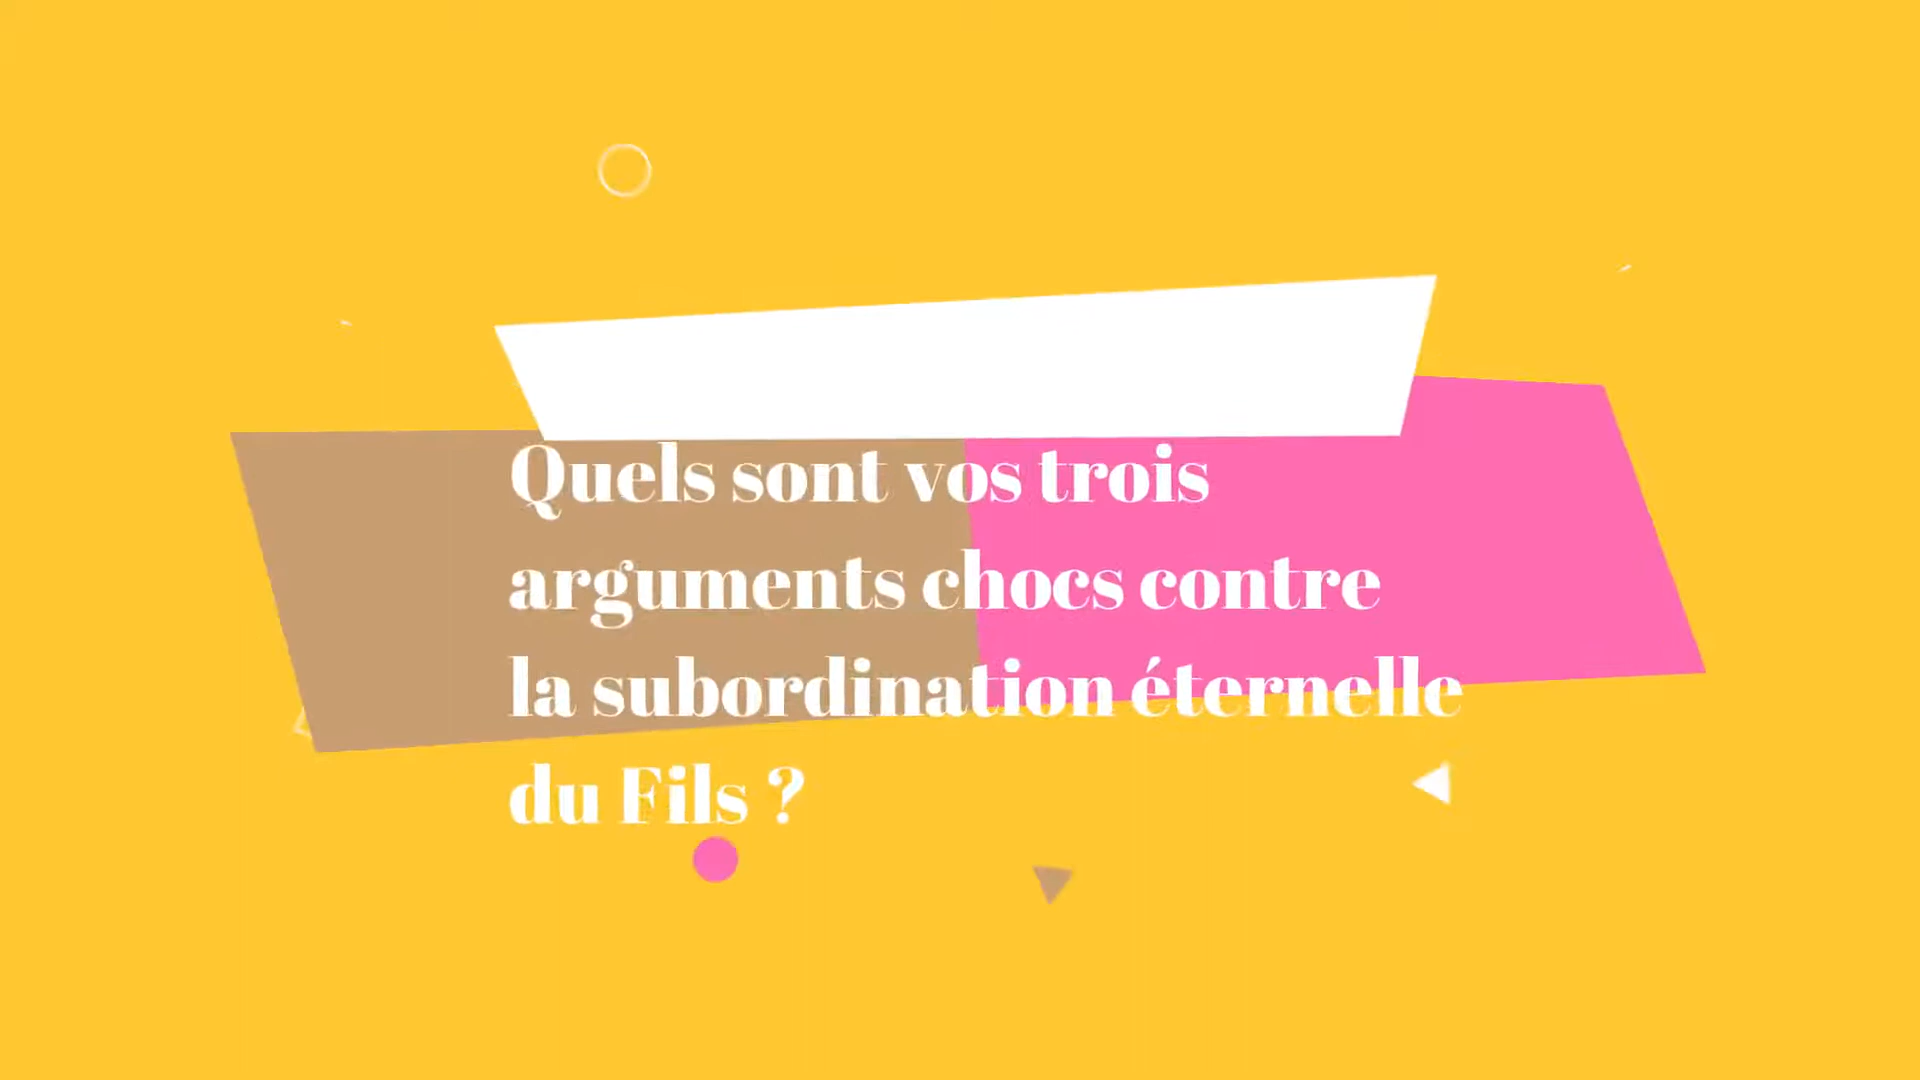 Quels sont vos trois
arguments chocs contre
la subordination éternelle
du Fils ?